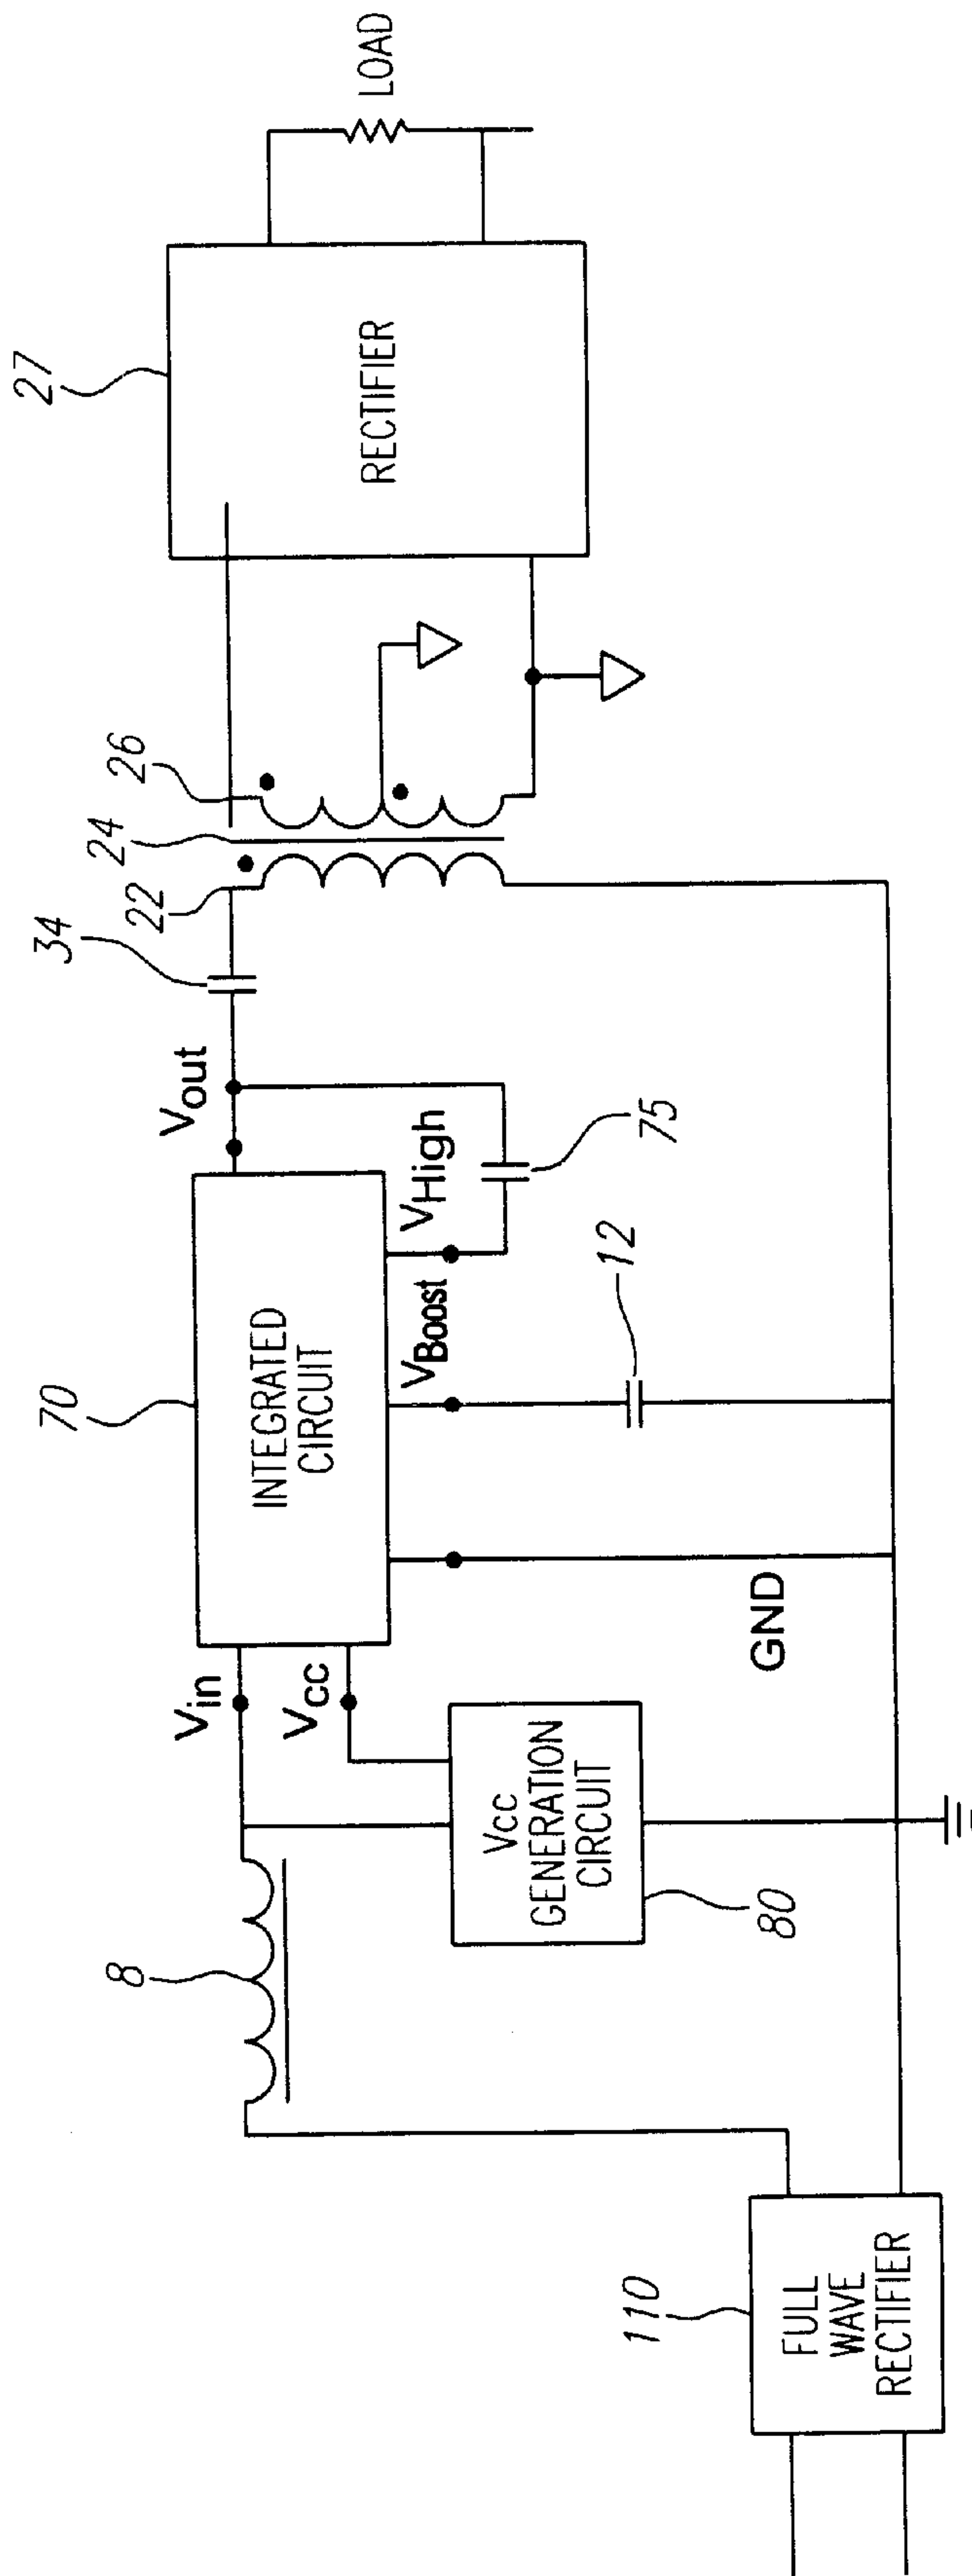 27
LOAD
RECTIFIER
26
24
22
34
Vout
VHigh
75
70
INTEGRATED
CIRCUIT
VBoost
12
Vin
Vcc
GND
8
Vcc
GENERATION
CIRCUIT
80
110
FULL
WAVE
RECTIFIER